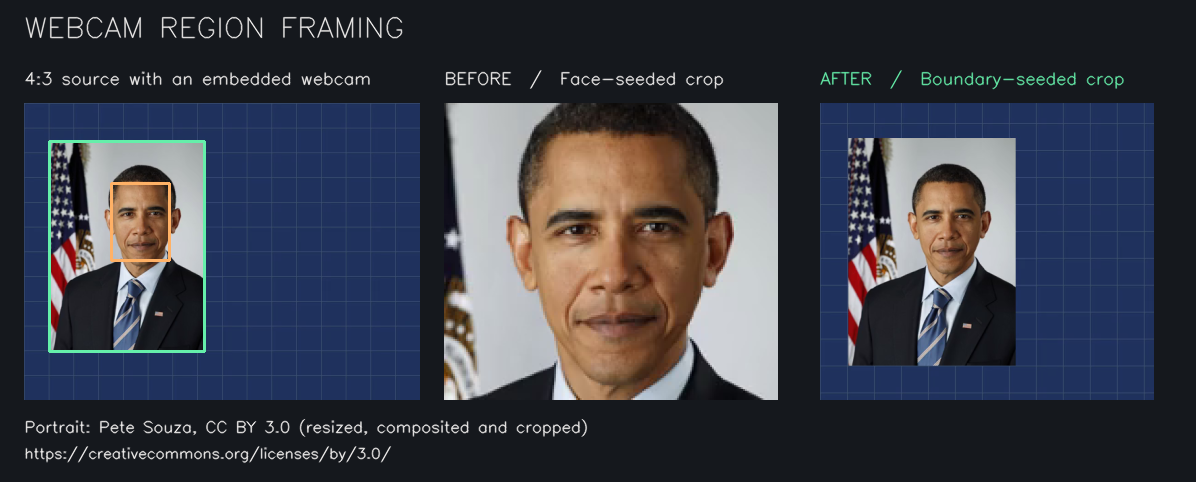 WEBCAM REGION FRAMING
4:3 source with an embedded webcam
BEFORE / Face-seeded crop
AFTER / Boundary-seeded crop
Portrait: Pete Souza, CC BY 3.0 (resized, composited and cropped)
https://creativecommons.org/licenses/by/3.0/